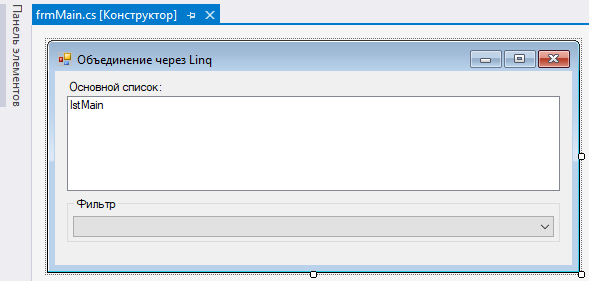 Панель элементов
frmMain.cs [Конструктор]
Объединение через Linq
Основной список:
lstMain
Фильтр